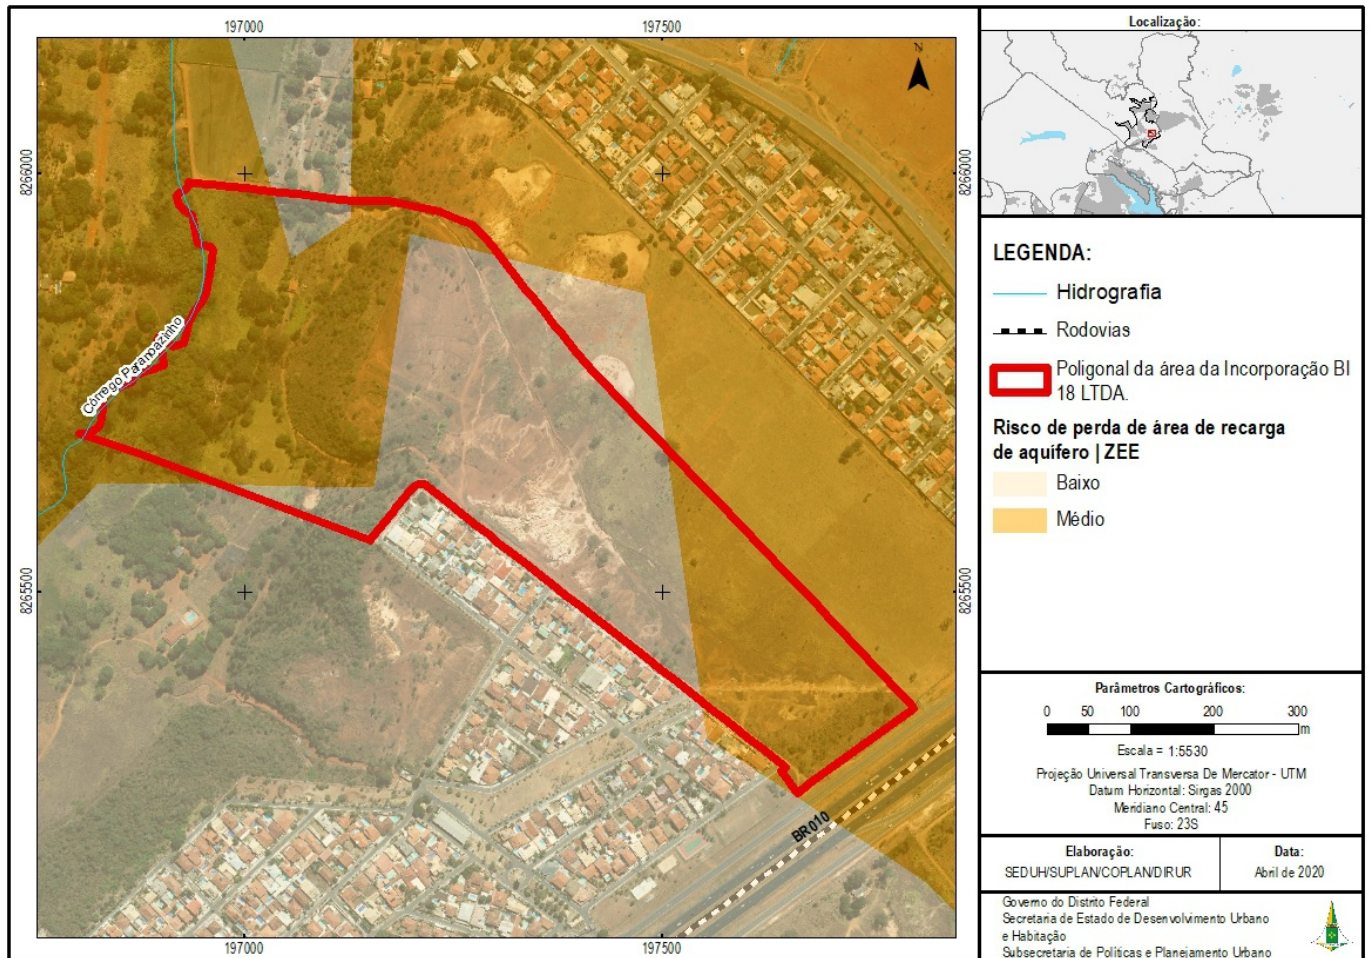 197000
197500
N
8266000
8266000
Córrego Paranoazinho
8265500
8265500
BR010
197000
197500
Localização:
LEGENDA:
Hidrografia
Rodovias
Poligonal da área da Incorporação BI
18 LTDA.
Risco de perda de área de recarga
de aquífero | ZEE
Baixo
Médio
Parâmetros Cartográficos:
0 50 100 200 300
m
Escala = 1:5530
Projeção Universal Transversa De Mercator - UTM
Datum Horizontal: Sirgas 2000
Meridiano Central: 45
Fuso: 23S
Elaboração:
SEDUH/SUPLAN/COPLAN/DIRUR
Data:
Abril de 2020
Governo do Distrito Federal
Secretaria de Estado de Desenvolvimento Urbano
e Habitação
Subsecretaria de Políticas e Planejamento Urbano